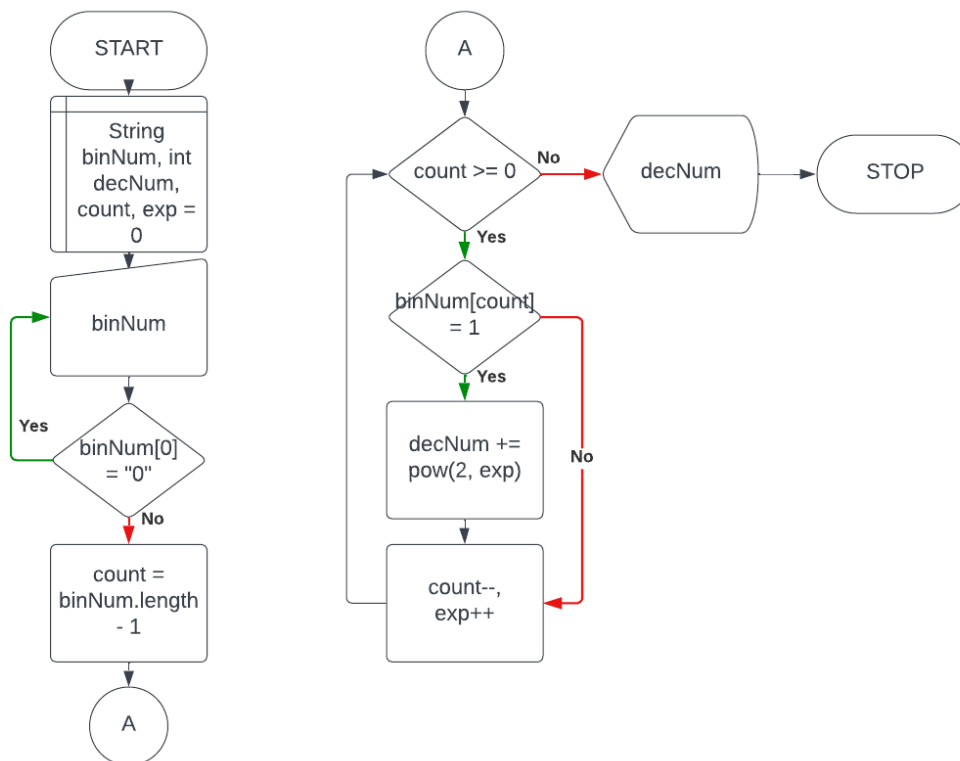 START
String
binNum, int
decNum,
count, exp =
0
binNum
Yes
binNum[0]
= "0"
No
count =
binNum.length
- 1
A
A
count >= 0
No
decNum
STOP
Yes
binNum[count]
= 1
Yes
No
decNum +=
pow(2, exp)
count--,
exp++